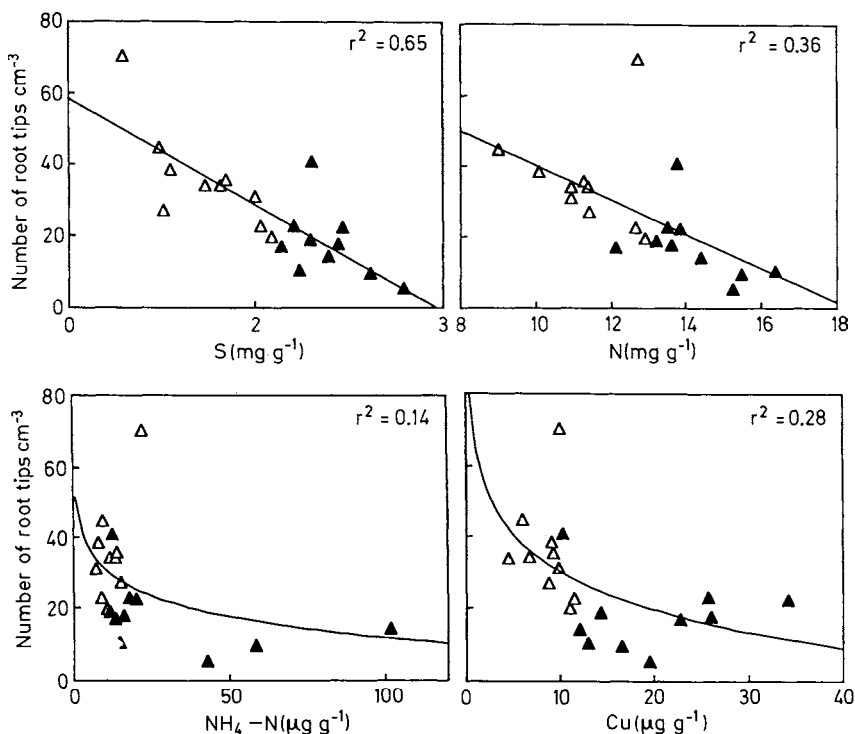 80
60
40
20
0
Number of root tips cm⁻³
r² = 0.65
0
2
3
S(mg g⁻¹)
r² = 0.36
8
10
12
14
16
18
N(mg g⁻¹)
80
60
40
20
0
Number of root tips cm⁻³
r² = 0.14
0
50
100
NH₄ – N(μg g⁻¹)
r² = 0.28
0
10
20
30
40
Cu(μg g⁻¹)